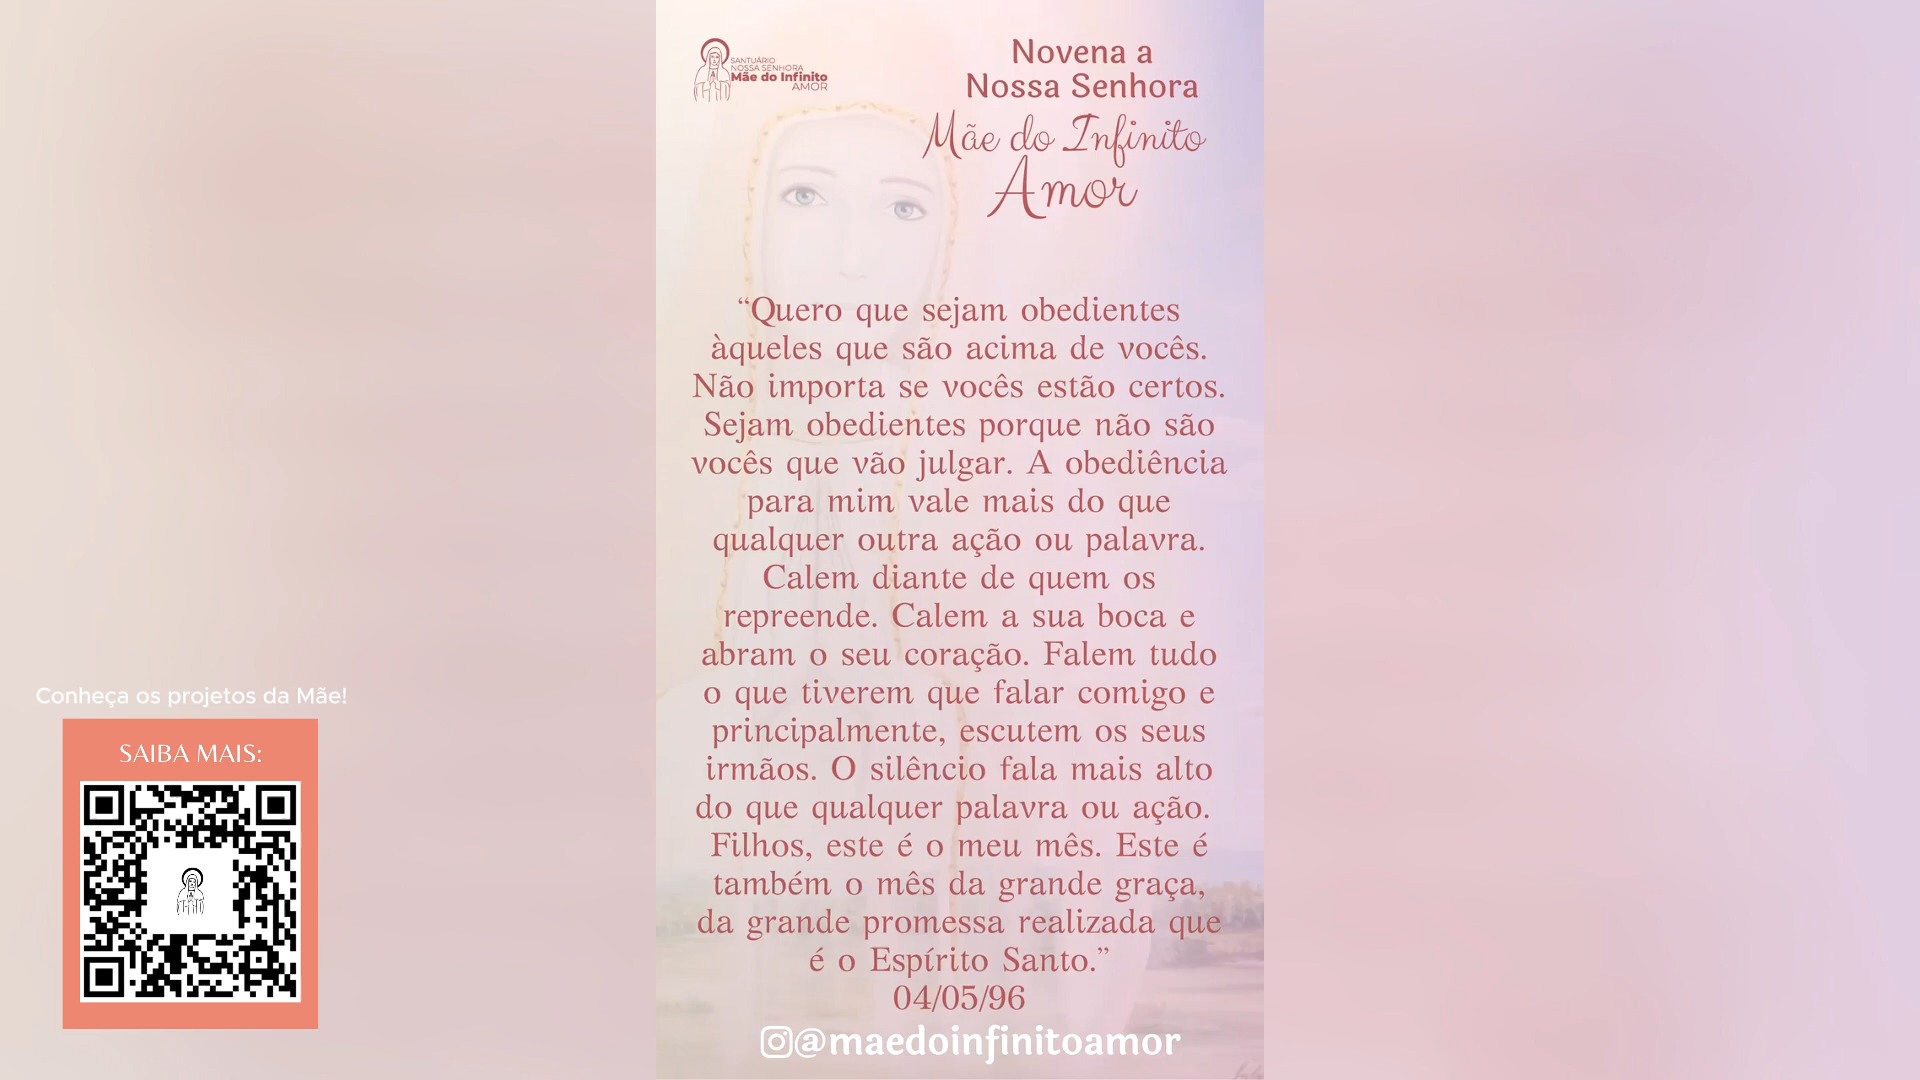 SANTUÁRIO
NOSSA SENHORA
Mãe do Infinito
AMOR
Novena a
Nossa Senhora
Mãe do Infinito
Amor
“Quero que sejam obedientes
àqueles que são acima de vocês.
Não importa se vocês estão certos.
Sejam obedientes porque não são
vocês que vão julgar. A obediência
para mim vale mais do que
qualquer outra ação ou palavra.
Calem diante de quem os
repreende. Calem a sua boca e
abram o seu coração. Falem tudo
o que tiverem que falar comigo e
principalmente, escutem os seus
irmãos. O silêncio fala mais alto
do que qualquer palavra ou ação.
Filhos, este é o meu mês. Este é
também o mês da grande graça,
da grande promessa realizada que
é o Espírito Santo.”
04/05/96
@maedoinfinitoamor
Conheça os projetos da Mãe!
SAIBA MAIS: